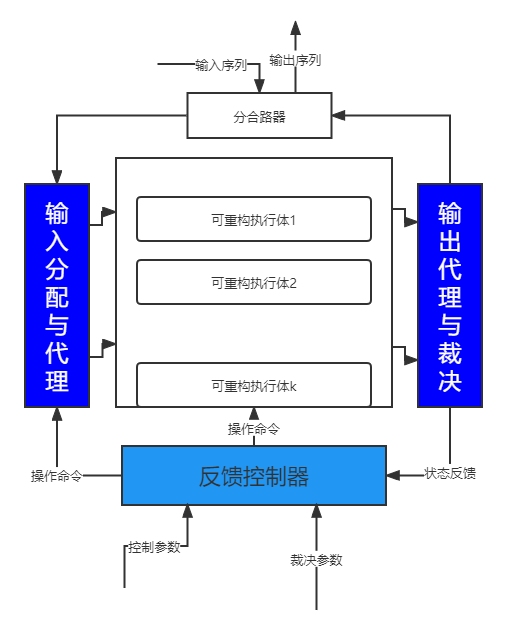 输出序列
输入序列
分合路器
输入分配与代理
可重构执行体1
可重构执行体2
可重构执行体k
输出代理与裁决
操作命令
操作命令
状态反馈
反馈控制器
控制参数
裁决参数